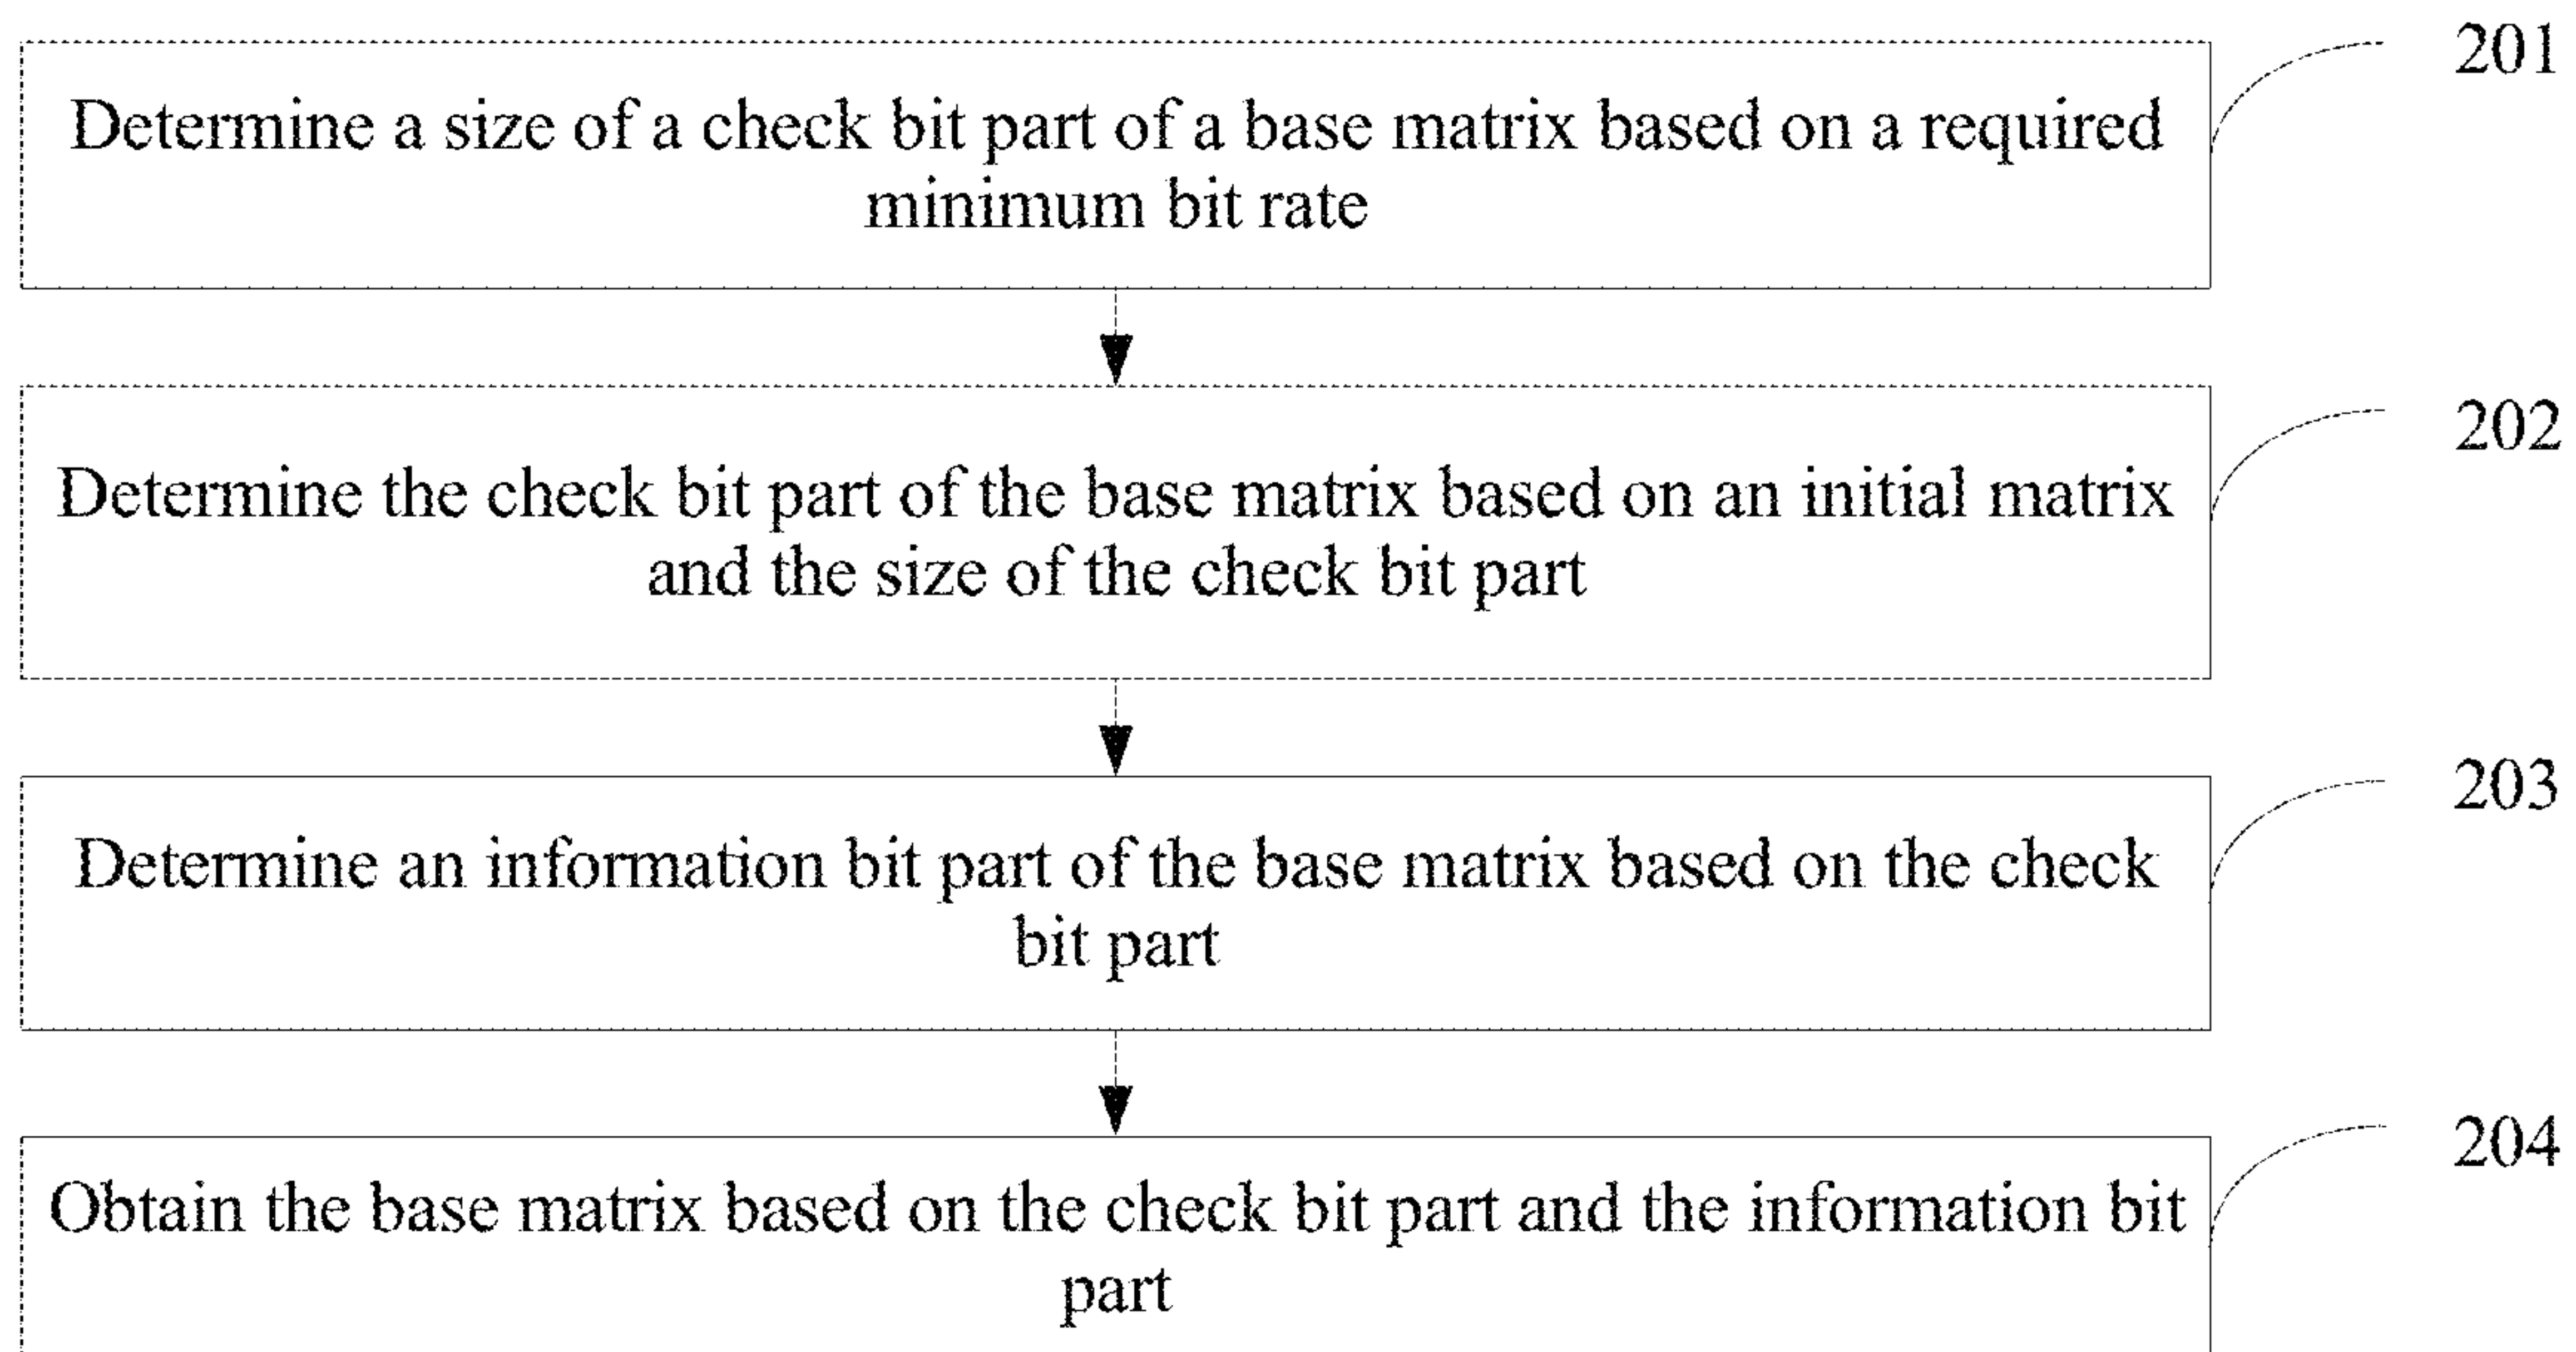 201
Determine a size of a check bit part of a base matrix based on a required
minimum bit rate
202
Determine the check bit part of the base matrix based on an initial matrix
and the size of the check bit part
203
Determine an information bit part of the base matrix based on the check
bit part
204
Obtain the base matrix based on the check bit part and the information bit
part